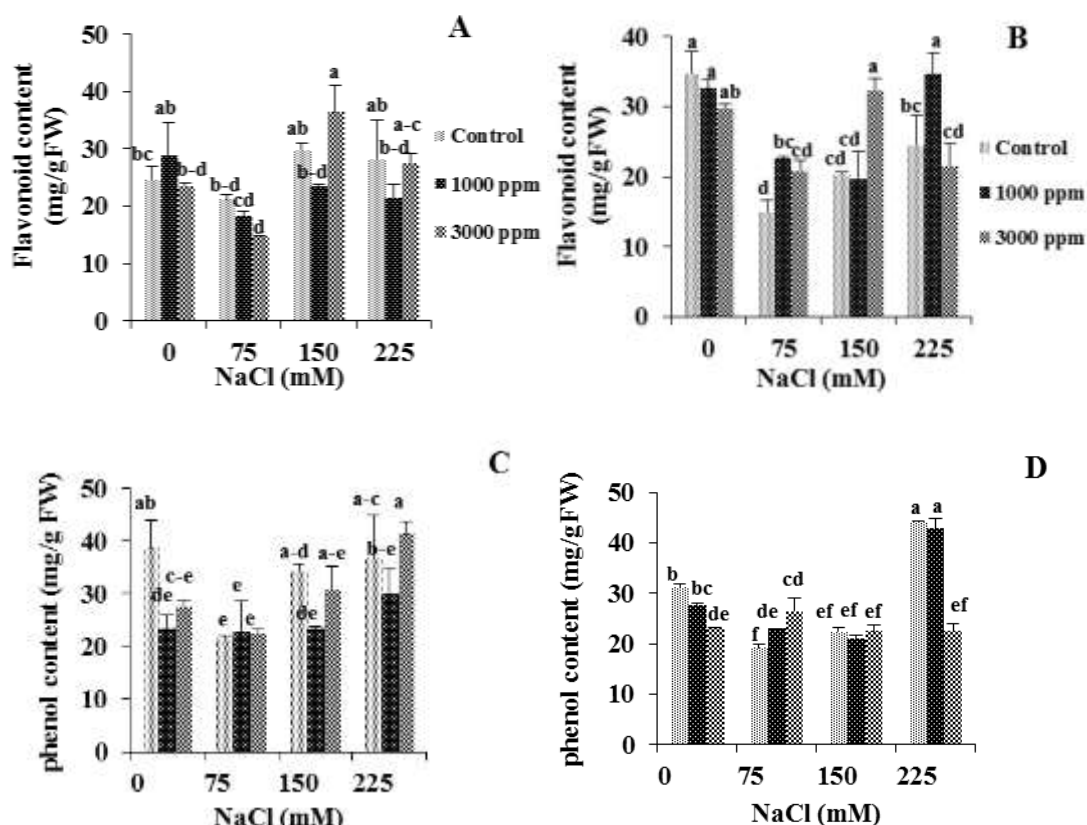 A
Flavonoid content
(mg/gFW)
50
40
30
20
10
0
bc
ab
b-d
b-d
cd
d
ab
b-d
a
ab
b-d
a-c
Control
1000 ppm
3000 ppm
0 75 150 225
NaCl (mM)
B
Flavonoid content
(mg/gFW)
40
30
20
10
0
a
a
ab
d
bc
cd
cd
cd
a
bc
a
cd
Control
1000 ppm
3000 ppm
0 75 150 225
NaCl (mM)
C
phenol content (mg/g FW)
50
40
30
20
10
0
ab
de
c-e
e
e
e
a-d
de
a-e
a-c
b-e
a
0 75 150 225
NaCl (mM)
D
phenol content (mg/gFW)
50
40
30
20
10
0
b
bc
de
f
de
cd
ef
ef
ef
a
a
ef
0 75 150 225
NaCl (mM)